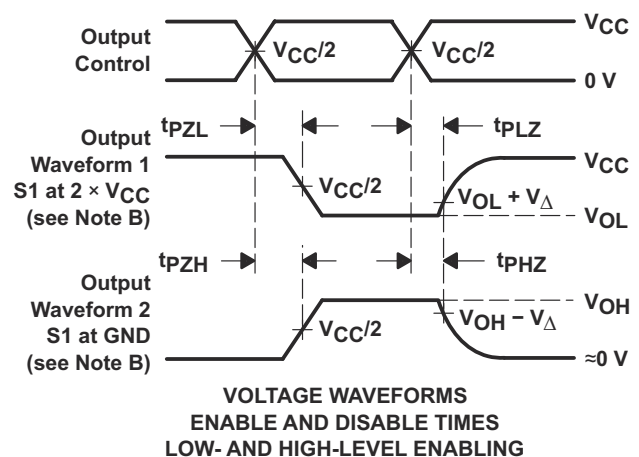 Output
Control
VCC/2
VCC/2
VCC
0 V
tPZL
tPLZ
Output
Waveform 1
S1 at 2 × VCC
(see Note B)
VCC/2
VCC
VOL + VΔ
VOL
tPZH
tPHZ
Output
Waveform 2
S1 at GND
(see Note B)
VCC/2
VOH
VOH − VΔ
≈0 V
VOLTAGE WAVEFORMS
ENABLE AND DISABLE TIMES
LOW- AND HIGH-LEVEL ENABLING